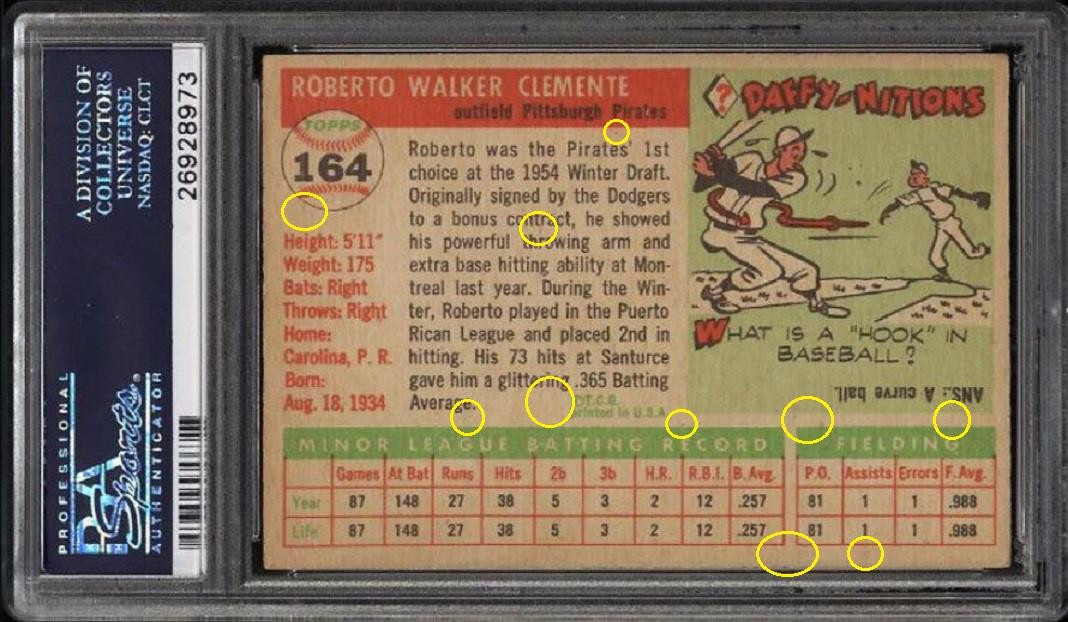 A DIVISION OF
COLLECTORS
UNIVERSE
NASDAQ: CLCT
26928973
PROFESSIONAL
PSA
Sports
AUTHENTICATOR
ROBERTO WALKER CLEMENTE
outfield Pittsburgh Pirates
TOPPS
164
Height: 5'11"
Weight: 175
Bats: Right
Throws: Right
Home:
Carolina, P. R.
Born:
Aug. 18, 1934
Roberto was the Pirates' 1st
choice at the 1954 Winter Draft.
Originally signed by the Dodgers
to a bonus contract, he showed
his powerful throwing arm and
extra base hitting ability at Mon-
treal last year. During the Win-
ter, Roberto played in the Puerto
Rican League and placed 2nd in
hitting. His 73 hits at Santurce
gave him a glittering .365 Batting
Average.
T.C.G.
printed in U.S.A.
?
DAFFY-NITIONS
WHAT IS A "HOOK" IN
BASEBALL?
ANS.: A curve ball.
MINOR LEAGUE BATTING RECORD FIELDING
Games At Bat Runs Hits 2b 3b H.R. R.B.I. B.Avg. P.O. Assists Errors F.Avg.
Year 87 148 27 38 5 3 2 12 .257 81 1 1 .988
Life 87 148 27 38 5 3 2 12 .257 81 1 1 .988